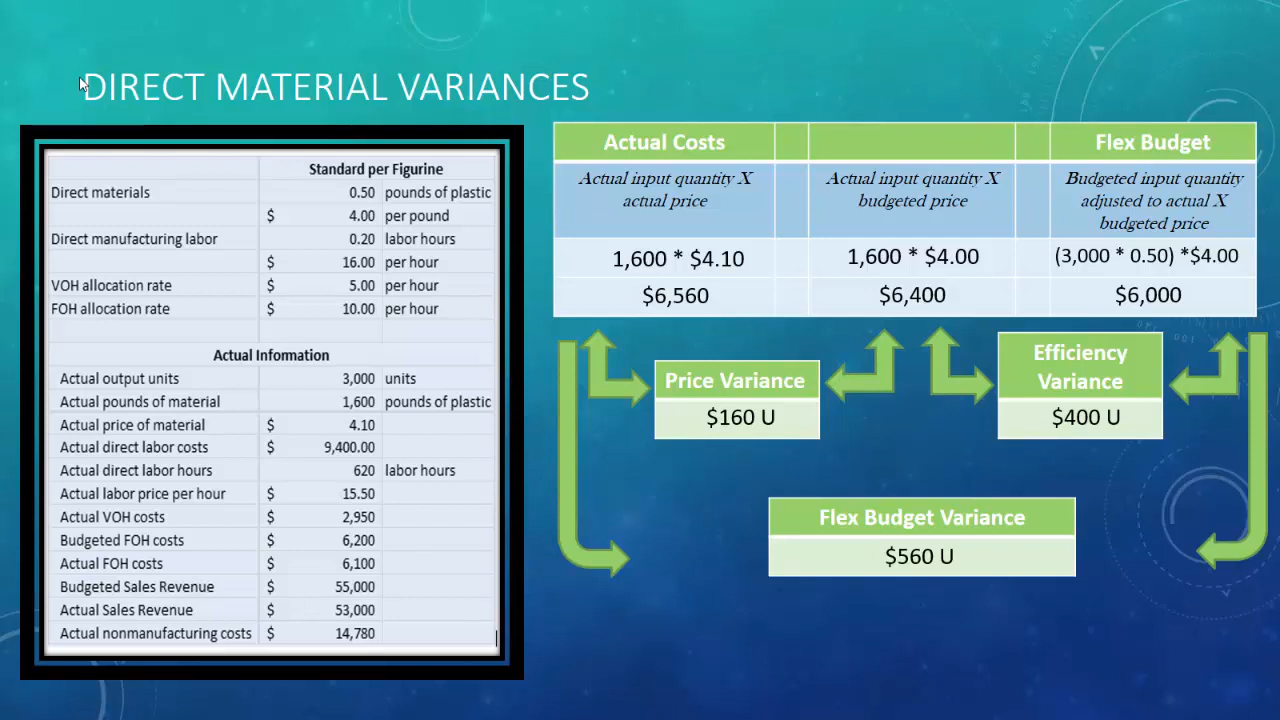 DIRECT MATERIAL VARIANCES
Standard per Figurine
Direct materials 0.50 pounds of plastic
$ 4.00 per pound
Direct manufacturing labor 0.20 labor hours
$ 16.00 per hour
VOH allocation rate $ 5.00 per hour
FOH allocation rate $ 10.00 per hour
Actual Information
Actual output units 3,000 units
Actual pounds of material 1,600 pounds of plastic
Actual price of material $ 4.10
Actual direct labor costs $ 9,400.00
Actual direct labor hours 620 labor hours
Actual labor price per hour $ 15.50
Actual VOH costs $ 2,950
Budgeted FOH costs $ 6,200
Actual FOH costs $ 6,100
Budgeted Sales Revenue $ 55,000
Actual Sales Revenue $ 53,000
Actual nonmanufacturing costs $ 14,780
Actual Costs Flex Budget
Actual input quantity X
actual price
Actual input quantity X
budgeted price
Budgeted input quantity
adjusted to actual X
budgeted price
1,600 * $4.10 1,600 * $4.00 (3,000 * 0.50) *$4.00
$6,560 $6,400 $6,000
Price Variance
$160 U
Efficiency
Variance
$400 U
Flex Budget Variance
$560 U